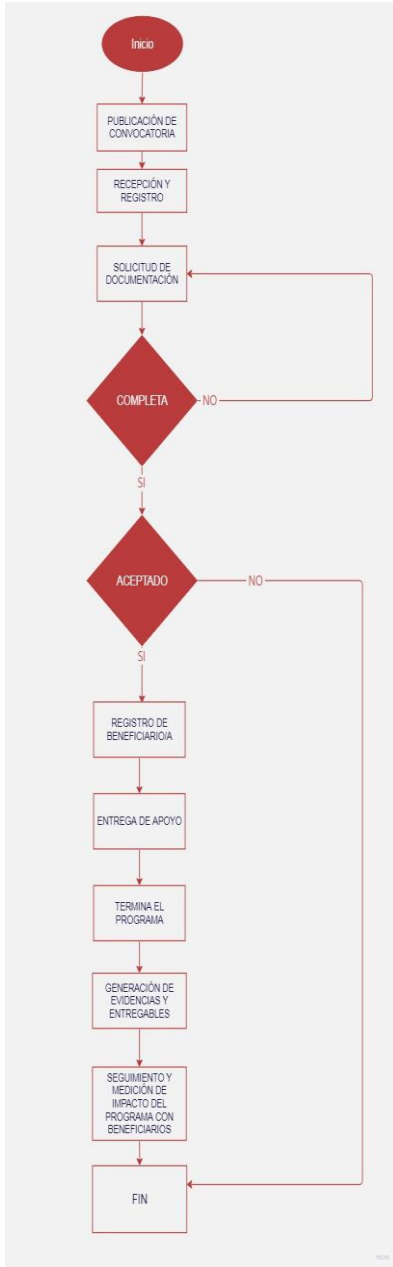 Inicio
PUBLICACIÓN DE
CONVOCATORIA
RECEPCIÓN Y
REGISTRO
SOLICITUD DE
DOCUMENTACIÓN
COMPLETA
NO
SI
ACEPTADO
NO
SI
REGISTRO DE
BENEFICIARIO/A
ENTREGA DE APOYO
TERMINA EL
PROGRAMA
GENERACIÓN DE
EVIDENCIAS Y
ENTREGABLES
SEGUIMIENTO Y
MEDICIÓN DE
IMPACTO DEL
PROGRAMA CON
BENEFICIARIOS
FIN